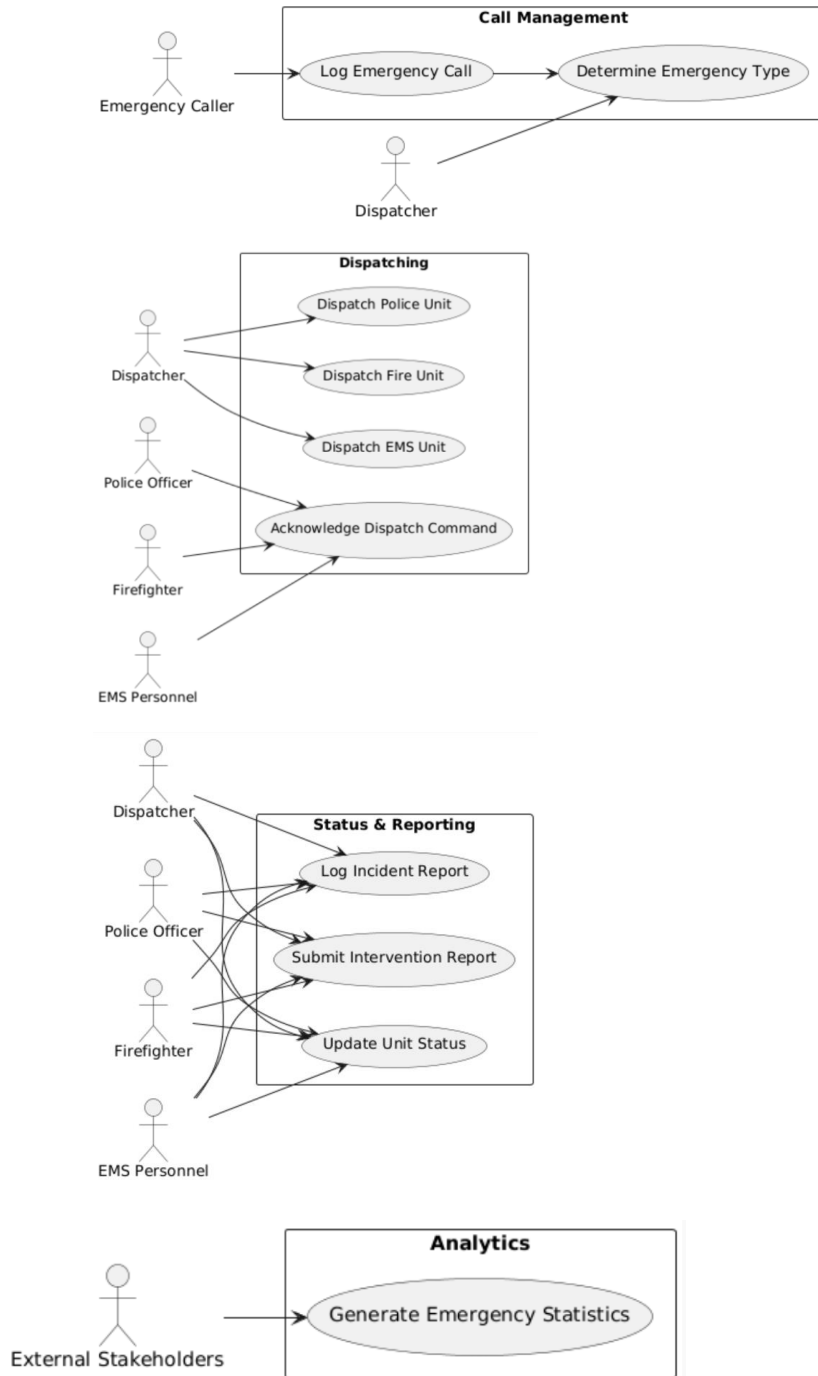 Call Management
Log Emergency Call
Determine Emergency Type
Emergency Caller
Dispatcher
Dispatching
Dispatch Police Unit
Dispatcher
Dispatch Fire Unit
Dispatch EMS Unit
Police Officer
Acknowledge Dispatch Command
Firefighter
EMS Personnel
Dispatcher
Status & Reporting
Log Incident Report
Police Officer
Submit Intervention Report
Firefighter
Update Unit Status
EMS Personnel
Analytics
Generate Emergency Statistics
External Stakeholders